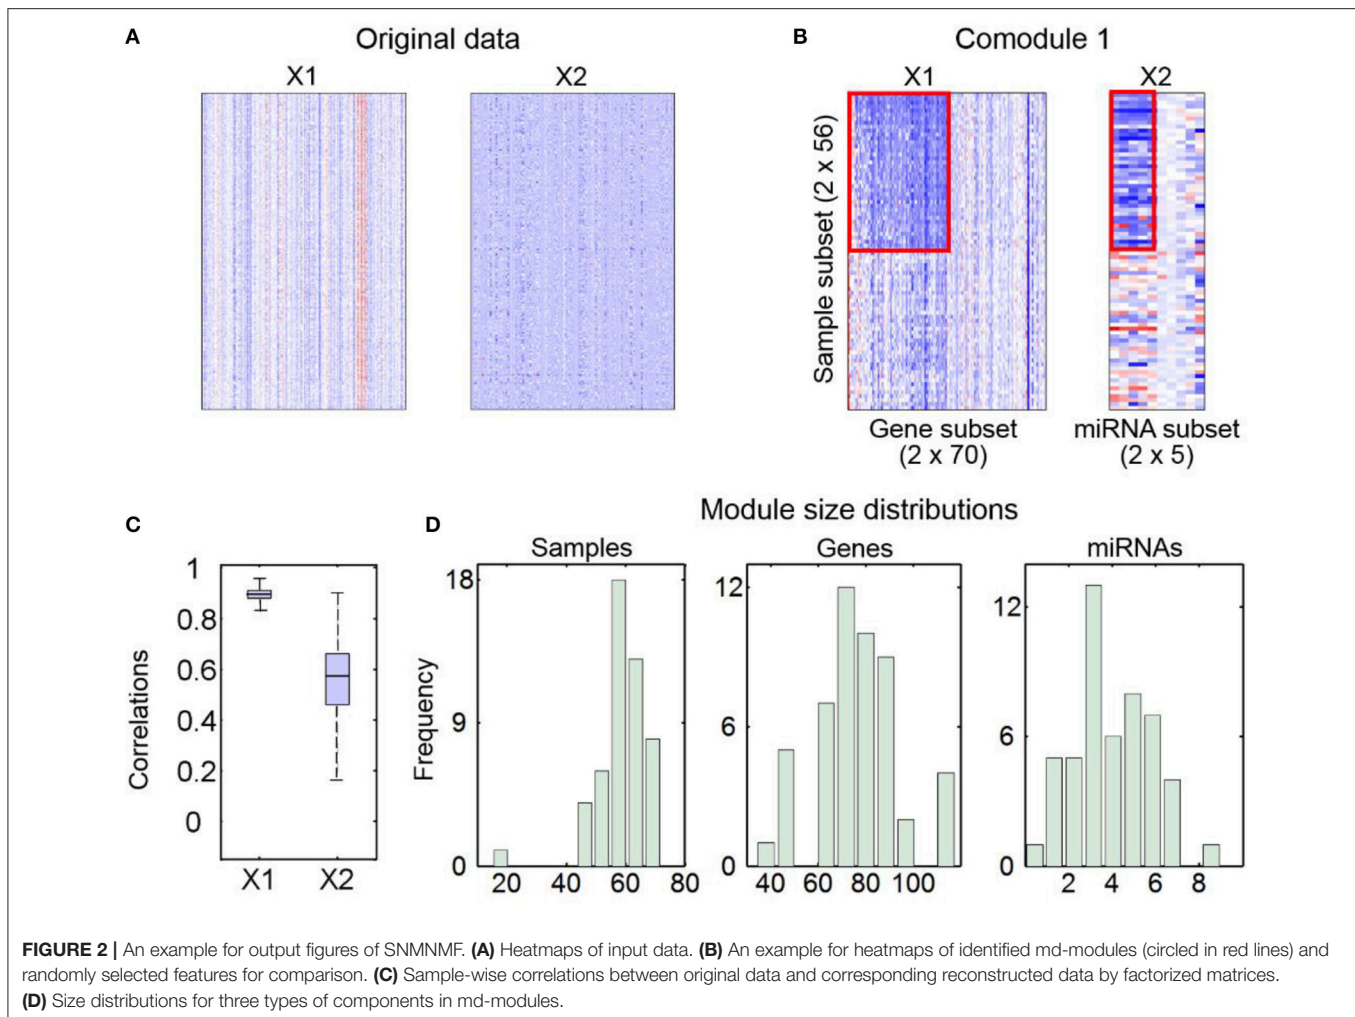 A
Original data
X1
X2
B
Comodule 1
X1
X2
Sample subset (2 x 56)
Gene subset
(2 x 70)
miRNA subset
(2 x 5)
C
Correlations
1
0.8
0.6
0.4
0.2
0
X1
X2
D
Module size distributions
Samples
Frequency
18
9
0
20
40
60
80
Genes
12
6
0
40
60
80
100
miRNAs
12
6
0
2
4
6
8
FIGURE 2 | An example for output figures of SNMNMF. (A) Heatmaps of input data. (B) An example for heatmaps of identified md-modules (circled in red lines) and
randomly selected features for comparison. (C) Sample-wise correlations between original data and corresponding reconstructed data by factorized matrices.
(D) Size distributions for three types of components in md-modules.